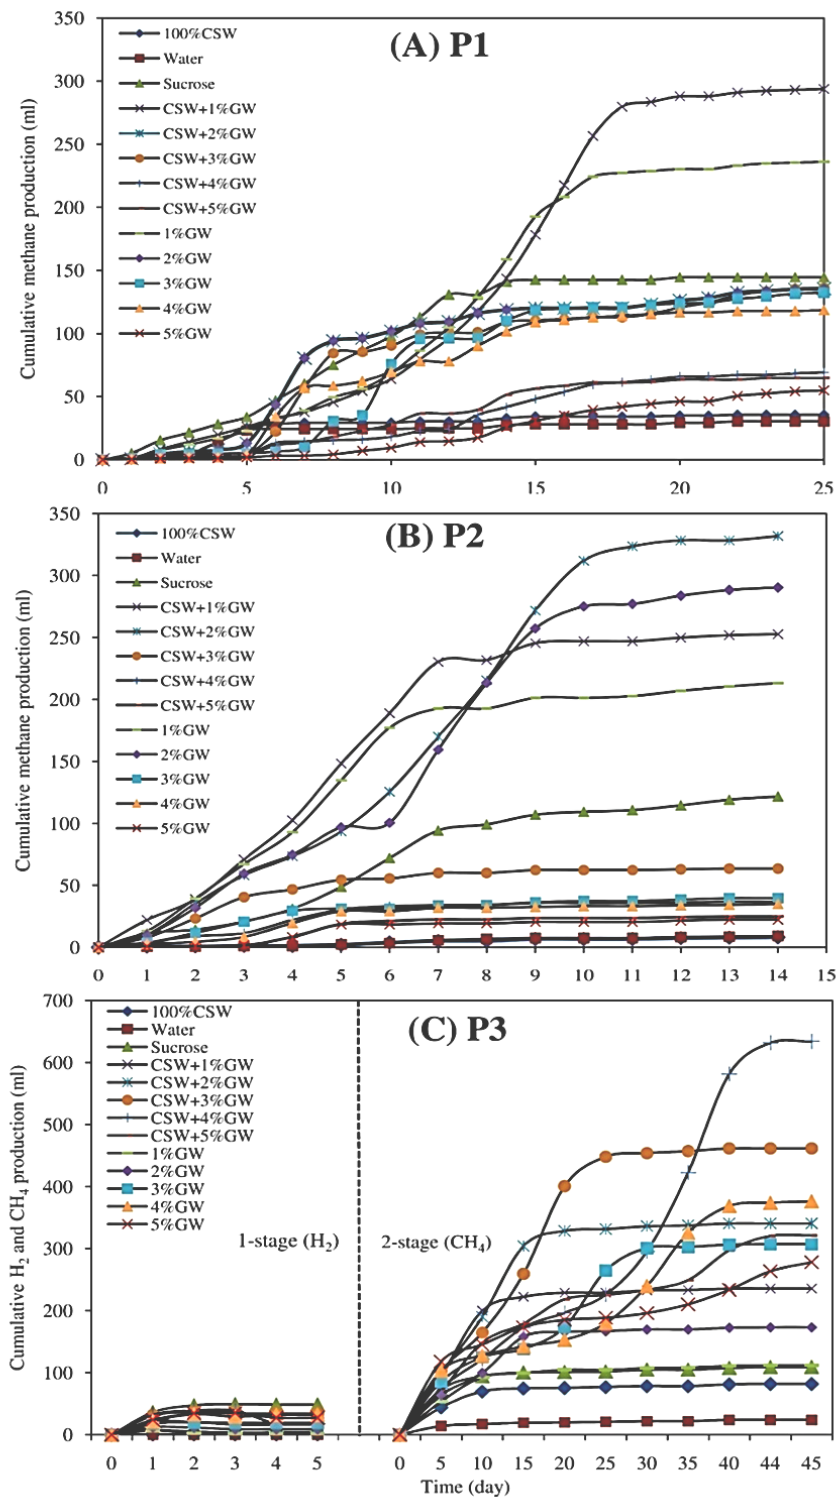 (A) P1
Cumulative methane production (ml)
350
300
250
200
150
100
50
0
100%CSW
Water
Sucrose
CSW+1%GW
CSW+2%GW
CSW+3%GW
CSW+4%GW
CSW+5%GW
1%GW
2%GW
3%GW
4%GW
5%GW
0 5 10 15 20 25
(B) P2
Cumulative methane production (ml)
350
300
250
200
150
100
50
0
100%CSW
Water
Sucrose
CSW+1%GW
CSW+2%GW
CSW+3%GW
CSW+4%GW
CSW+5%GW
1%GW
2%GW
3%GW
4%GW
5%GW
0 1 2 3 4 5 6 7 8 9 10 11 12 13 14 15
(C) P3
Cumulative H2 and CH4 production (ml)
700
600
500
400
300
200
100
0
100%CSW
Water
Sucrose
CSW+1%GW
CSW+2%GW
CSW+3%GW
CSW+4%GW
CSW+5%GW
1%GW
2%GW
3%GW
4%GW
5%GW
1-stage (H2) 2-stage (CH4)
0 1 2 3 4 5 0 5 10 15 20 25 30 35 40 44 45
Time (day)